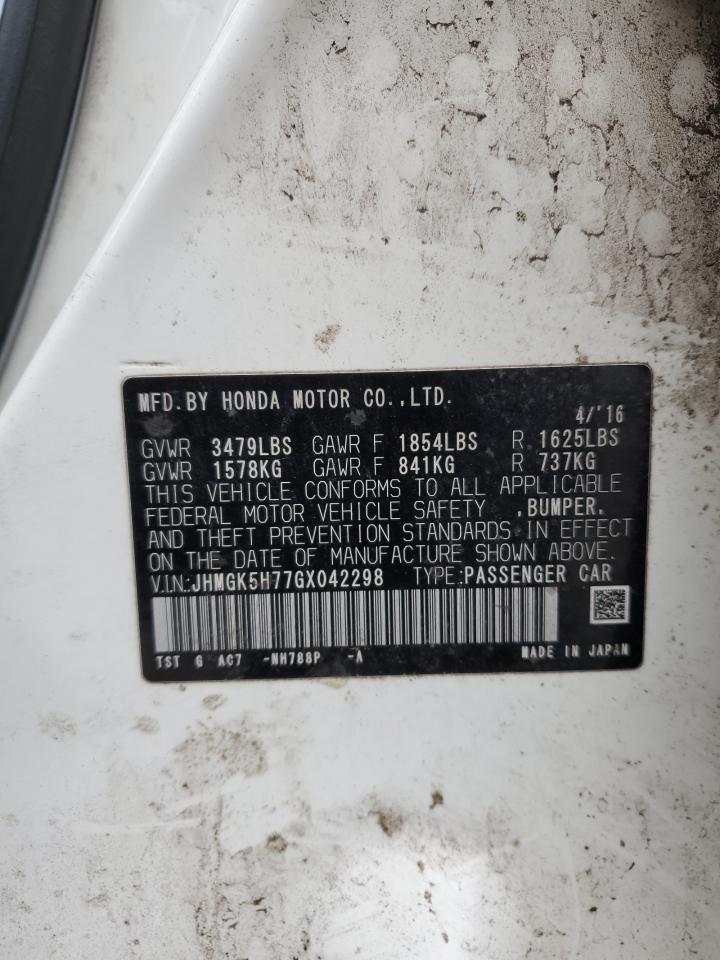 MFD.BY HONDA MOTOR CO.,LTD.
4/'16
GVWR 3479LBS GAWR F 1854LBS R 1625LBS
GVWR 1578KG GAWR F 841KG R 737KG
THIS VEHICLE CONFORMS TO ALL APPLICABLE
FEDERAL MOTOR VEHICLE SAFETY ,BUMPER,
AND THEFT PREVENTION STANDARDS IN EFFECT
ON THE DATE OF MANUFACTURE SHOWN ABOVE.
V.I.N.:JHMGK5H77GX042298 TYPE:PASSENGER CAR
TST G AC7 -NH788P -A MADE IN JAPAN